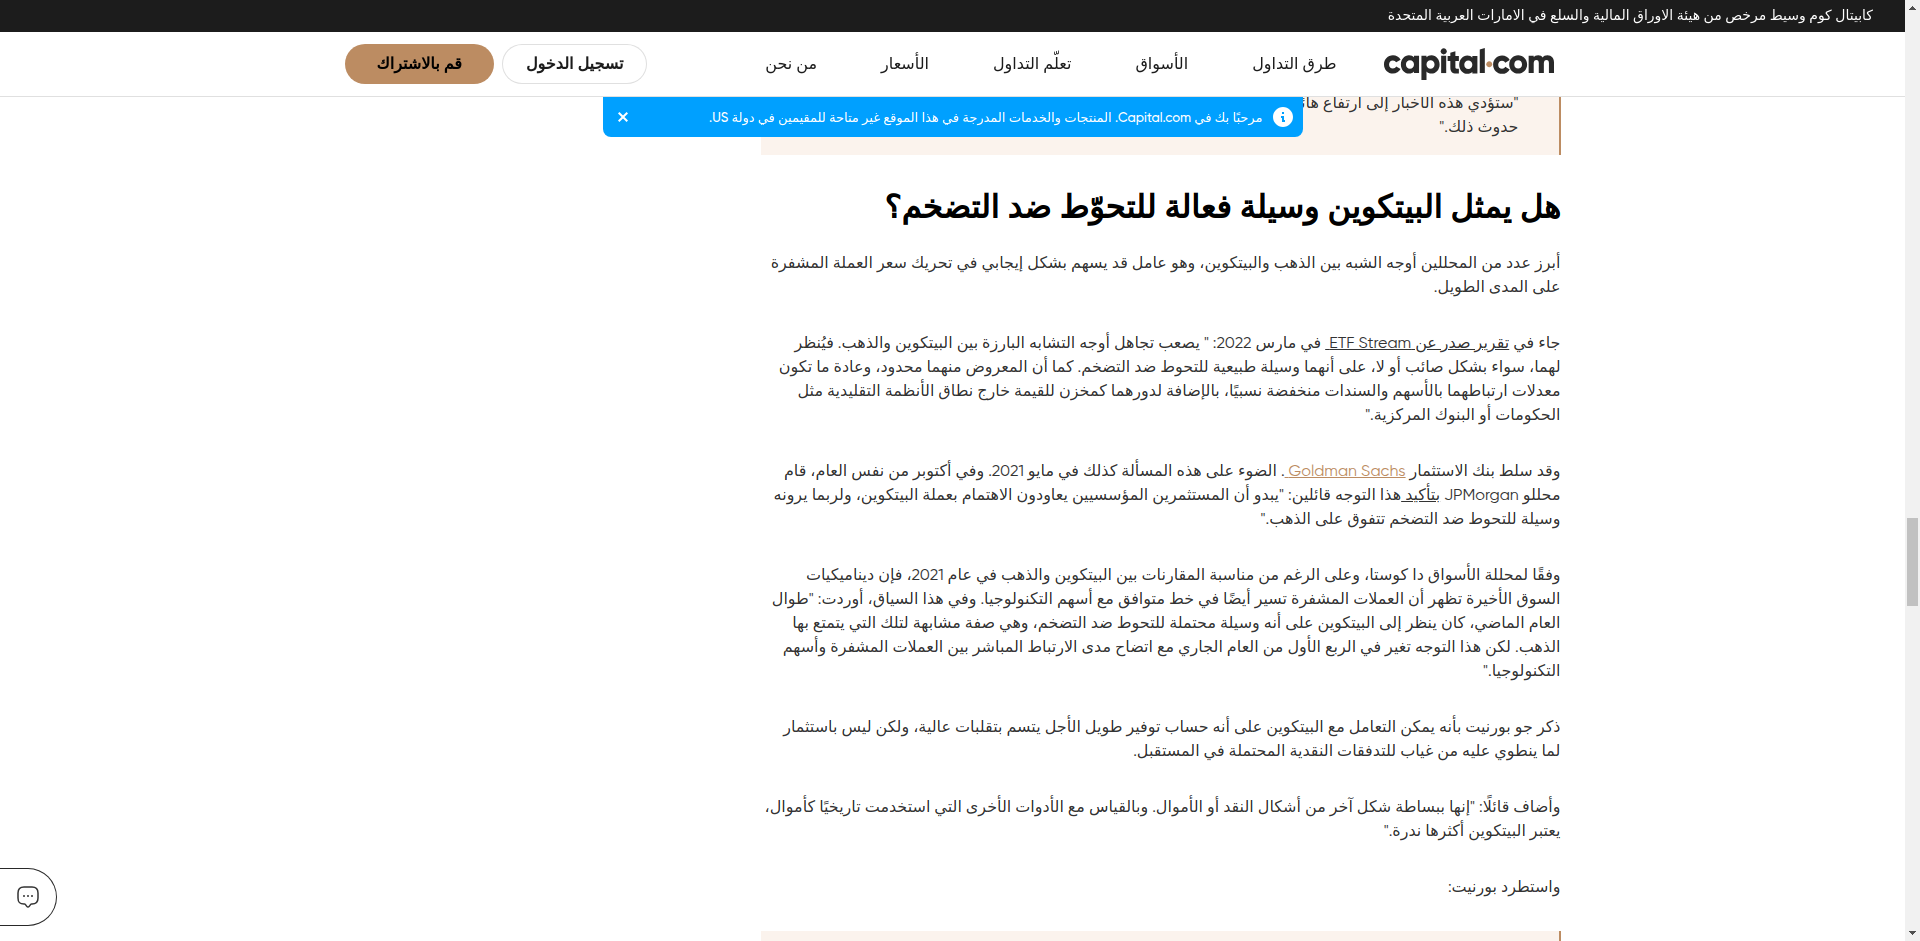 كابيتال كوم وسيط مرخص من هيئة الاوراق المالية والسلع في الامارات العربية المتحدة
capital.com
طرق التداول
الأسواق
تعلّم التداول
الأسعار
من نحن
تسجيل الدخول
قم بالاشتراك
"ستؤدي هذه الأخبار إلى ارتفاع
حدوث ذلك."
مرحبًا بك في Capital.com. المنتجات والخدمات المدرجة في هذا الموقع غير متاحة للمقيمين في دولة US.
هل يمثل البيتكوين وسيلة فعالة للتحوّط ضد التضخم؟
أبرز عدد من المحللين أوجه الشبه بين الذهب والبيتكوين، وهو عامل قد يسهم بشكل إيجابي في تحريك سعر العملة المشفرة
على المدى الطويل.
جاء في تقرير صدر عن ETF Stream في مارس 2022: " يصعب تجاهل أوجه التشابه البارزة بين البيتكوين والذهب. فيُنظر
لهما، سواء بشكل صائب أو لا، على أنهما وسيلة طبيعية للتحوط ضد التضخم. كما أن المعروض منهما محدود، وعادة ما تكون
معدلات ارتباطهما بالأسهم والسندات منخفضة نسبيًا، بالإضافة لدورهما كمخزن للقيمة خارج نطاق الأنظمة التقليدية مثل
الحكومات أو البنوك المركزية."
وقد سلط بنك الاستثمار Goldman Sachs . الضوء على هذه المسألة كذلك في مايو 2021. وفي أكتوبر من نفس العام، قام
محللو JPMorgan بتأكيد هذا التوجه قائلين: "يبدو أن المستثمرين المؤسسيين يعاودون الاهتمام بعملة البيتكوين، ولربما يرونه
وسيلة للتحوط ضد التضخم تتفوق على الذهب."
وفقًا لمحللة الأسواق دا كوستا، وعلى الرغم من مناسبة المقارنات بين البيتكوين والذهب في عام 2021، فإن ديناميكيات
السوق الأخيرة تظهر أن العملات المشفرة تسير أيضًا في خط متوافق مع أسهم التكنولوجيا. وفي هذا السياق، أوردت: "طوال
العام الماضي، كان ينظر إلى البيتكوين على أنه وسيلة محتملة للتحوط ضد التضخم، وهي صفة مشابهة لتلك التي يتمتع بها
الذهب. لكن هذا التوجه تغير في الربع الأول من العام الجاري مع اتضاح مدى الارتباط المباشر بين العملات المشفرة وأسهم
التكنولوجيا."
ذكر جو بورنيت بأنه يمكن التعامل مع البيتكوين على أنه حساب توفير طويل الأجل يتسم بتقلبات عالية، ولكن ليس باستثمار
لما ينطوي عليه من غياب للتدفقات النقدية المحتملة في المستقبل.
وأضاف قائلًا: "إنها ببساطة شكل آخر من أشكال النقد أو الأموال. وبالقياس مع الأدوات الأخرى التي استخدمت تاريخيًا كأموال،
يعتبر البيتكوين أكثرها ندرة."
واستطرد بورنيت: